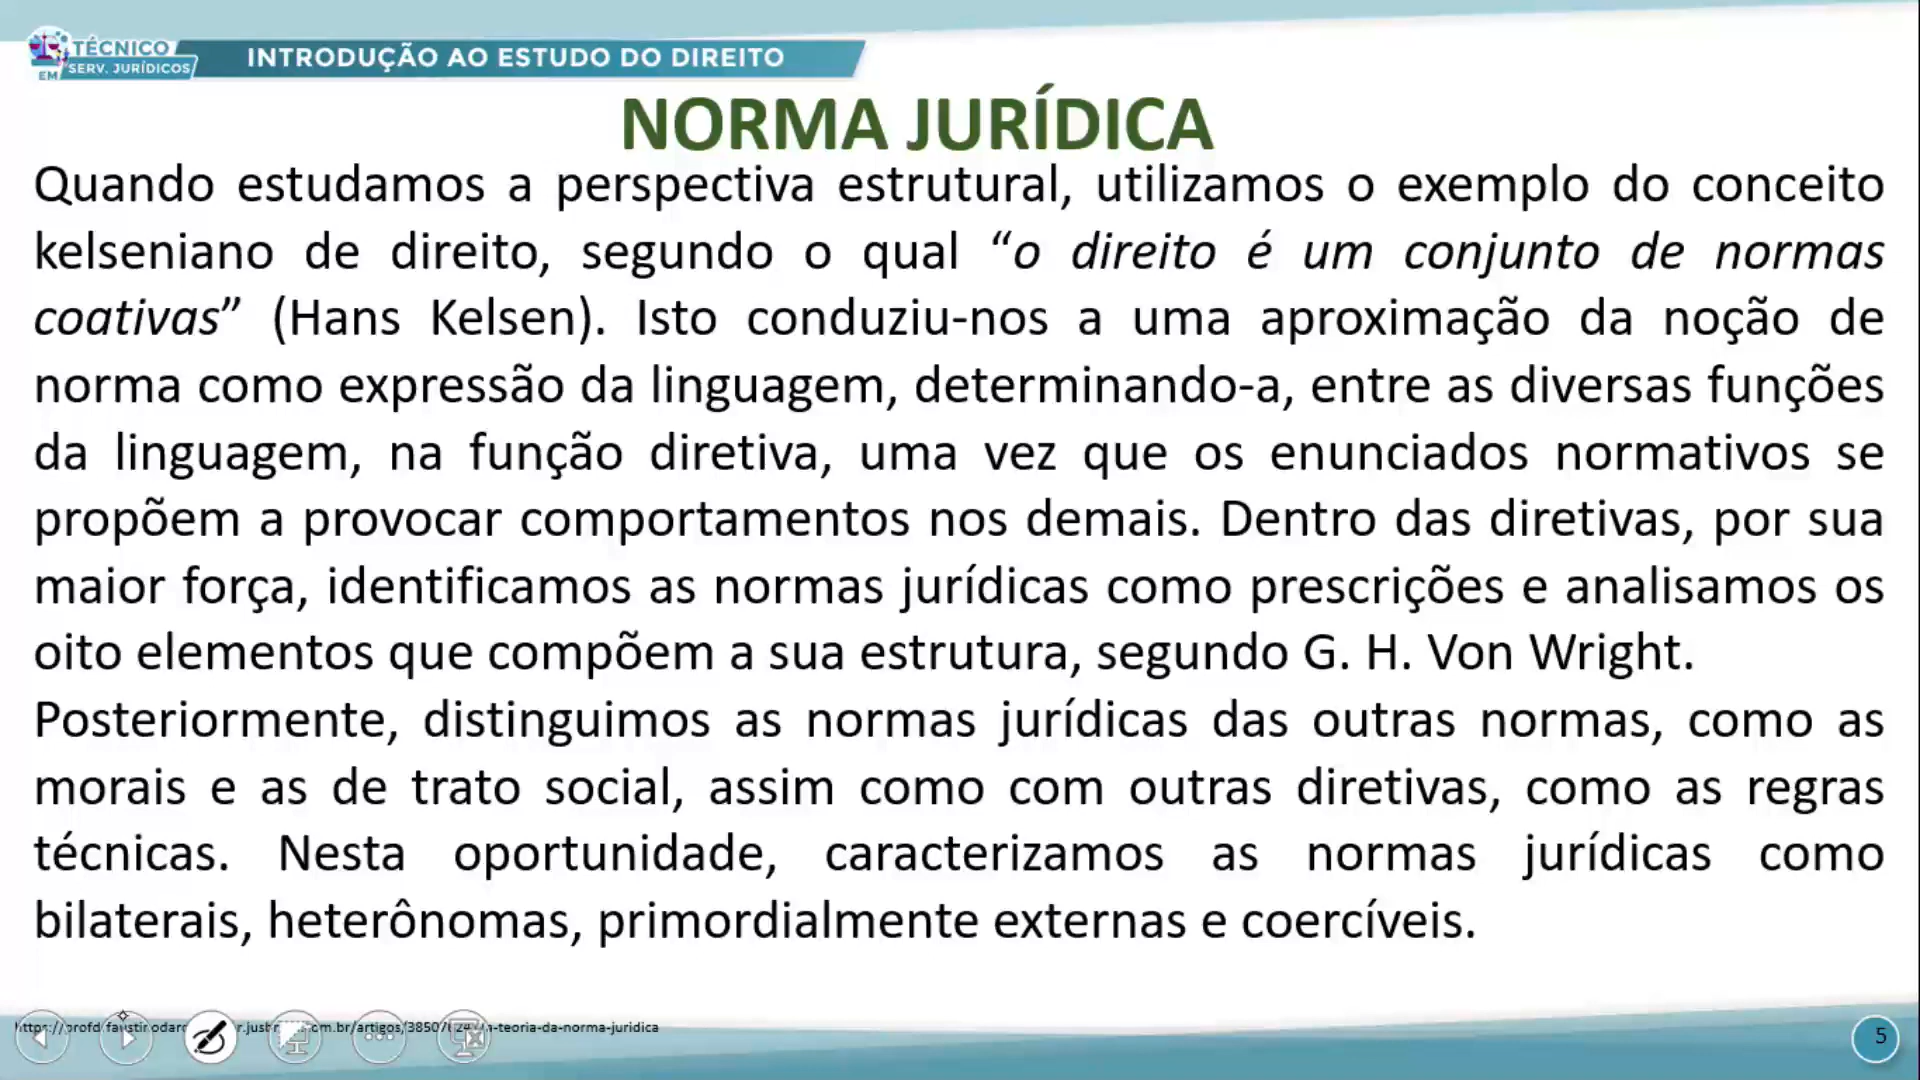 TÉCNICO
EM SERV. JURÍDICOS
INTRODUÇÃO AO ESTUDO DO DIREITO
NORMA JURÍDICA
Quando estudamos a perspectiva estrutural, utilizamos o exemplo do conceito
kelseniano de direito, segundo o qual “o direito é um conjunto de normas
coativas” (Hans Kelsen). Isto conduziu-nos a uma aproximação da noção de
norma como expressão da linguagem, determinando-a, entre as diversas funções
da linguagem, na função diretiva, uma vez que os enunciados normativos se
propõem a provocar comportamentos nos demais. Dentro das diretivas, por sua
maior força, identificamos as normas jurídicas como prescrições e analisamos os
oito elementos que compõem a sua estrutura, segundo G. H. Von Wright.
Posteriormente, distinguimos as normas jurídicas das outras normas, como as
morais e as de trato social, assim como com outras diretivas, como as regras
técnicas. Nesta oportunidade, caracterizamos as normas jurídicas como
bilaterais, heterônomas, primordialmente externas e coercíveis.
5